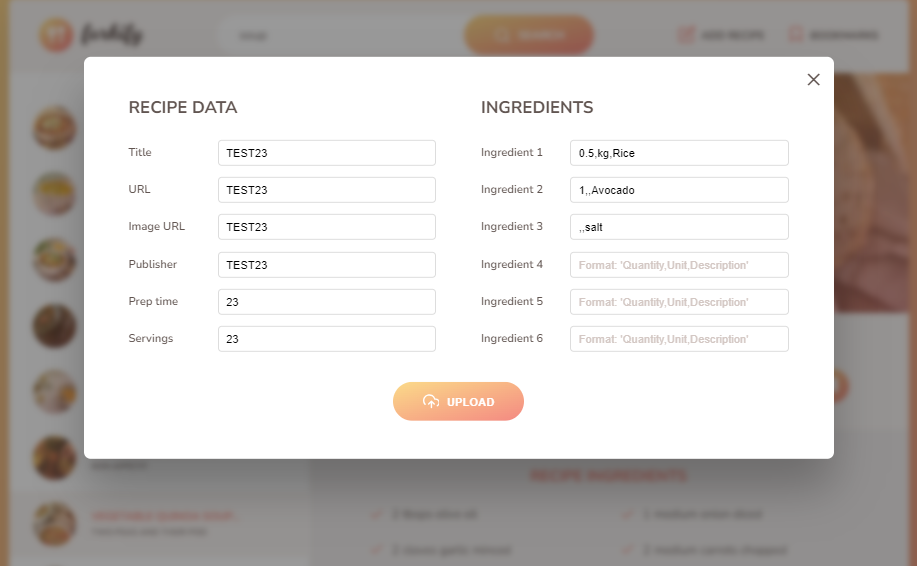 forkify
SEARCH
ADD RECIPE
BOOKMARKS
RECIPE DATA
Title
TEST23
URL
TEST23
Image URL
TEST23
Publisher
TEST23
Prep time
23
Servings
23
INGREDIENTS
Ingredient 1
0.5,kg,Rice
Ingredient 2
1,,Avocado
Ingredient 3
,,salt
Ingredient 4
Format: 'Quantity,Unit,Description'
Ingredient 5
Format: 'Quantity,Unit,Description'
Ingredient 6
Format: 'Quantity,Unit,Description'
UPLOAD
RECIPE INGREDIENTS